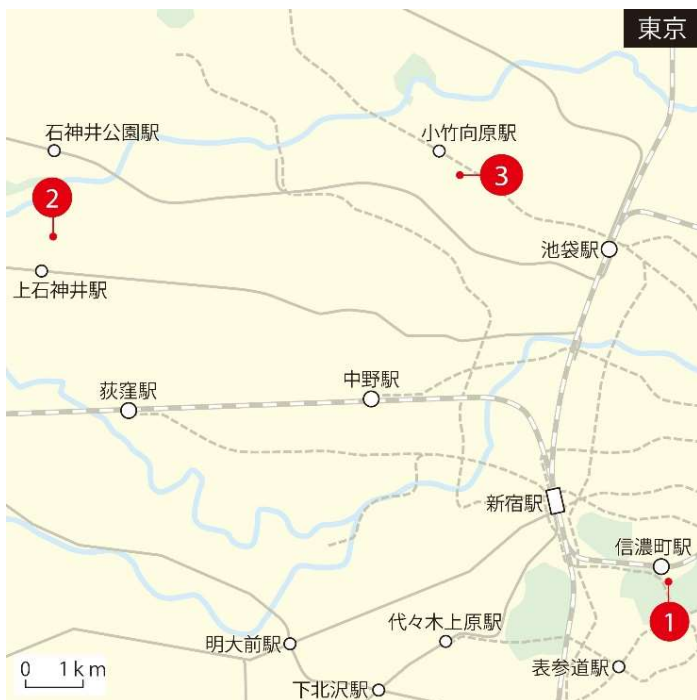 東京
石神井公園駅
小竹向原駅
3
2
池袋駅
上石神井駅
中野駅
荻窪駅
新宿駅
信濃町駅
1
代々木上原駅
明大前駅
表参道駅
0 1km
下北沢駅